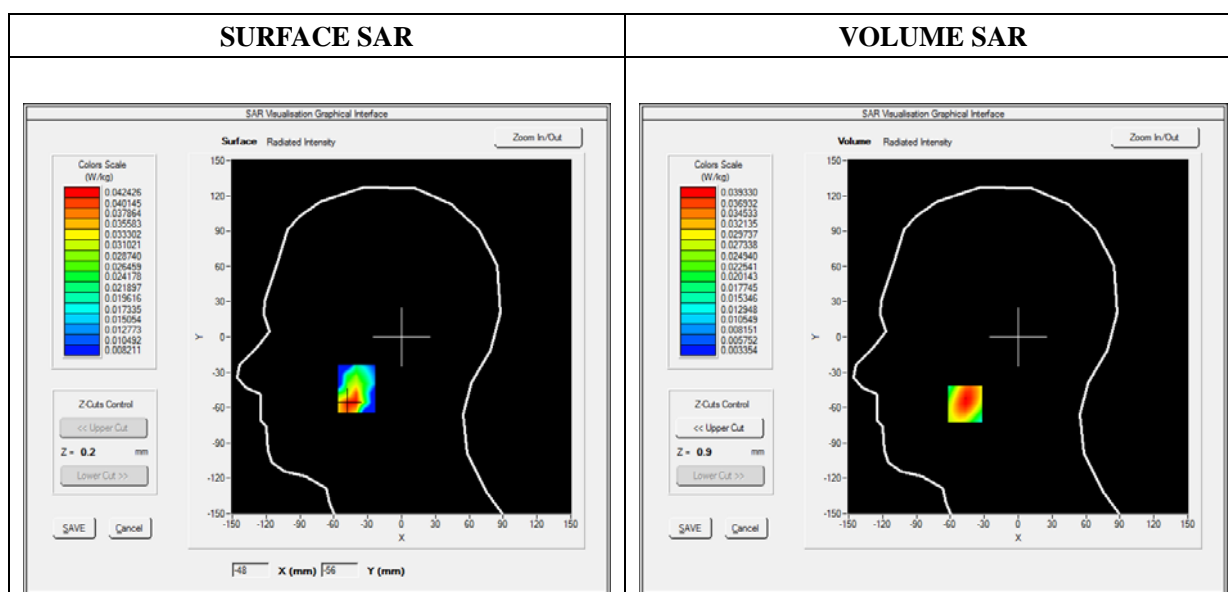 SURFACE SAR
VOLUME SAR
SAR Visualisation Graphical Interface
Surface Radiated Intensity
Zoom In/Out
Colors Scale
(W/kg)
0.042426
0.040145
0.037864
0.035583
0.033302
0.031021
0.028740
0.026459
0.024178
0.021897
0.019616
0.017335
0.015054
0.012773
0.010492
0.008211
150
120
90
60
30
0
-30
-60
-90
-120
-150
Y
-150 -120 -90 -60 -30 0 30 60 90 120 150
X
Z-Cuts Control
<< Upper Cut
Z = 0.2 mm
Lower Cut >>
SAVE Cancel
-48 X (mm) -56 Y (mm)
SAR Visualisation Graphical Interface
Volume Radiated Intensity
Zoom In/Out
Colors Scale
(W/kg)
0.039330
0.036932
0.034533
0.032135
0.029737
0.027338
0.024940
0.022541
0.020143
0.017745
0.015346
0.012948
0.010549
0.008151
0.005752
0.003354
150
120
90
60
30
0
-30
-60
-90
-120
-150
Y
-150 -120 -90 -60 -30 0 30 60 90 120 150
X
Z-Cuts Control
<< Upper Cut
Z = 0.9 mm
Lower Cut >>
SAVE Cancel